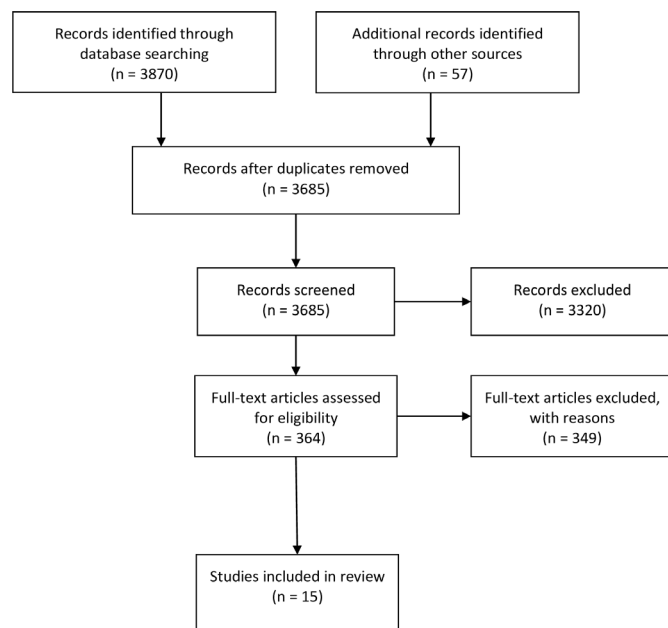 Records identified through
database searching
(n = 3870)
Additional records identified
through other sources
(n = 57)
Records after duplicates removed
(n = 3685)
Records screened
(n = 3685)
Records excluded
(n = 3320)
Full-text articles assessed
for eligibility
(n = 364)
Full-text articles excluded,
with reasons
(n = 349)
Studies included in review
(n = 15)